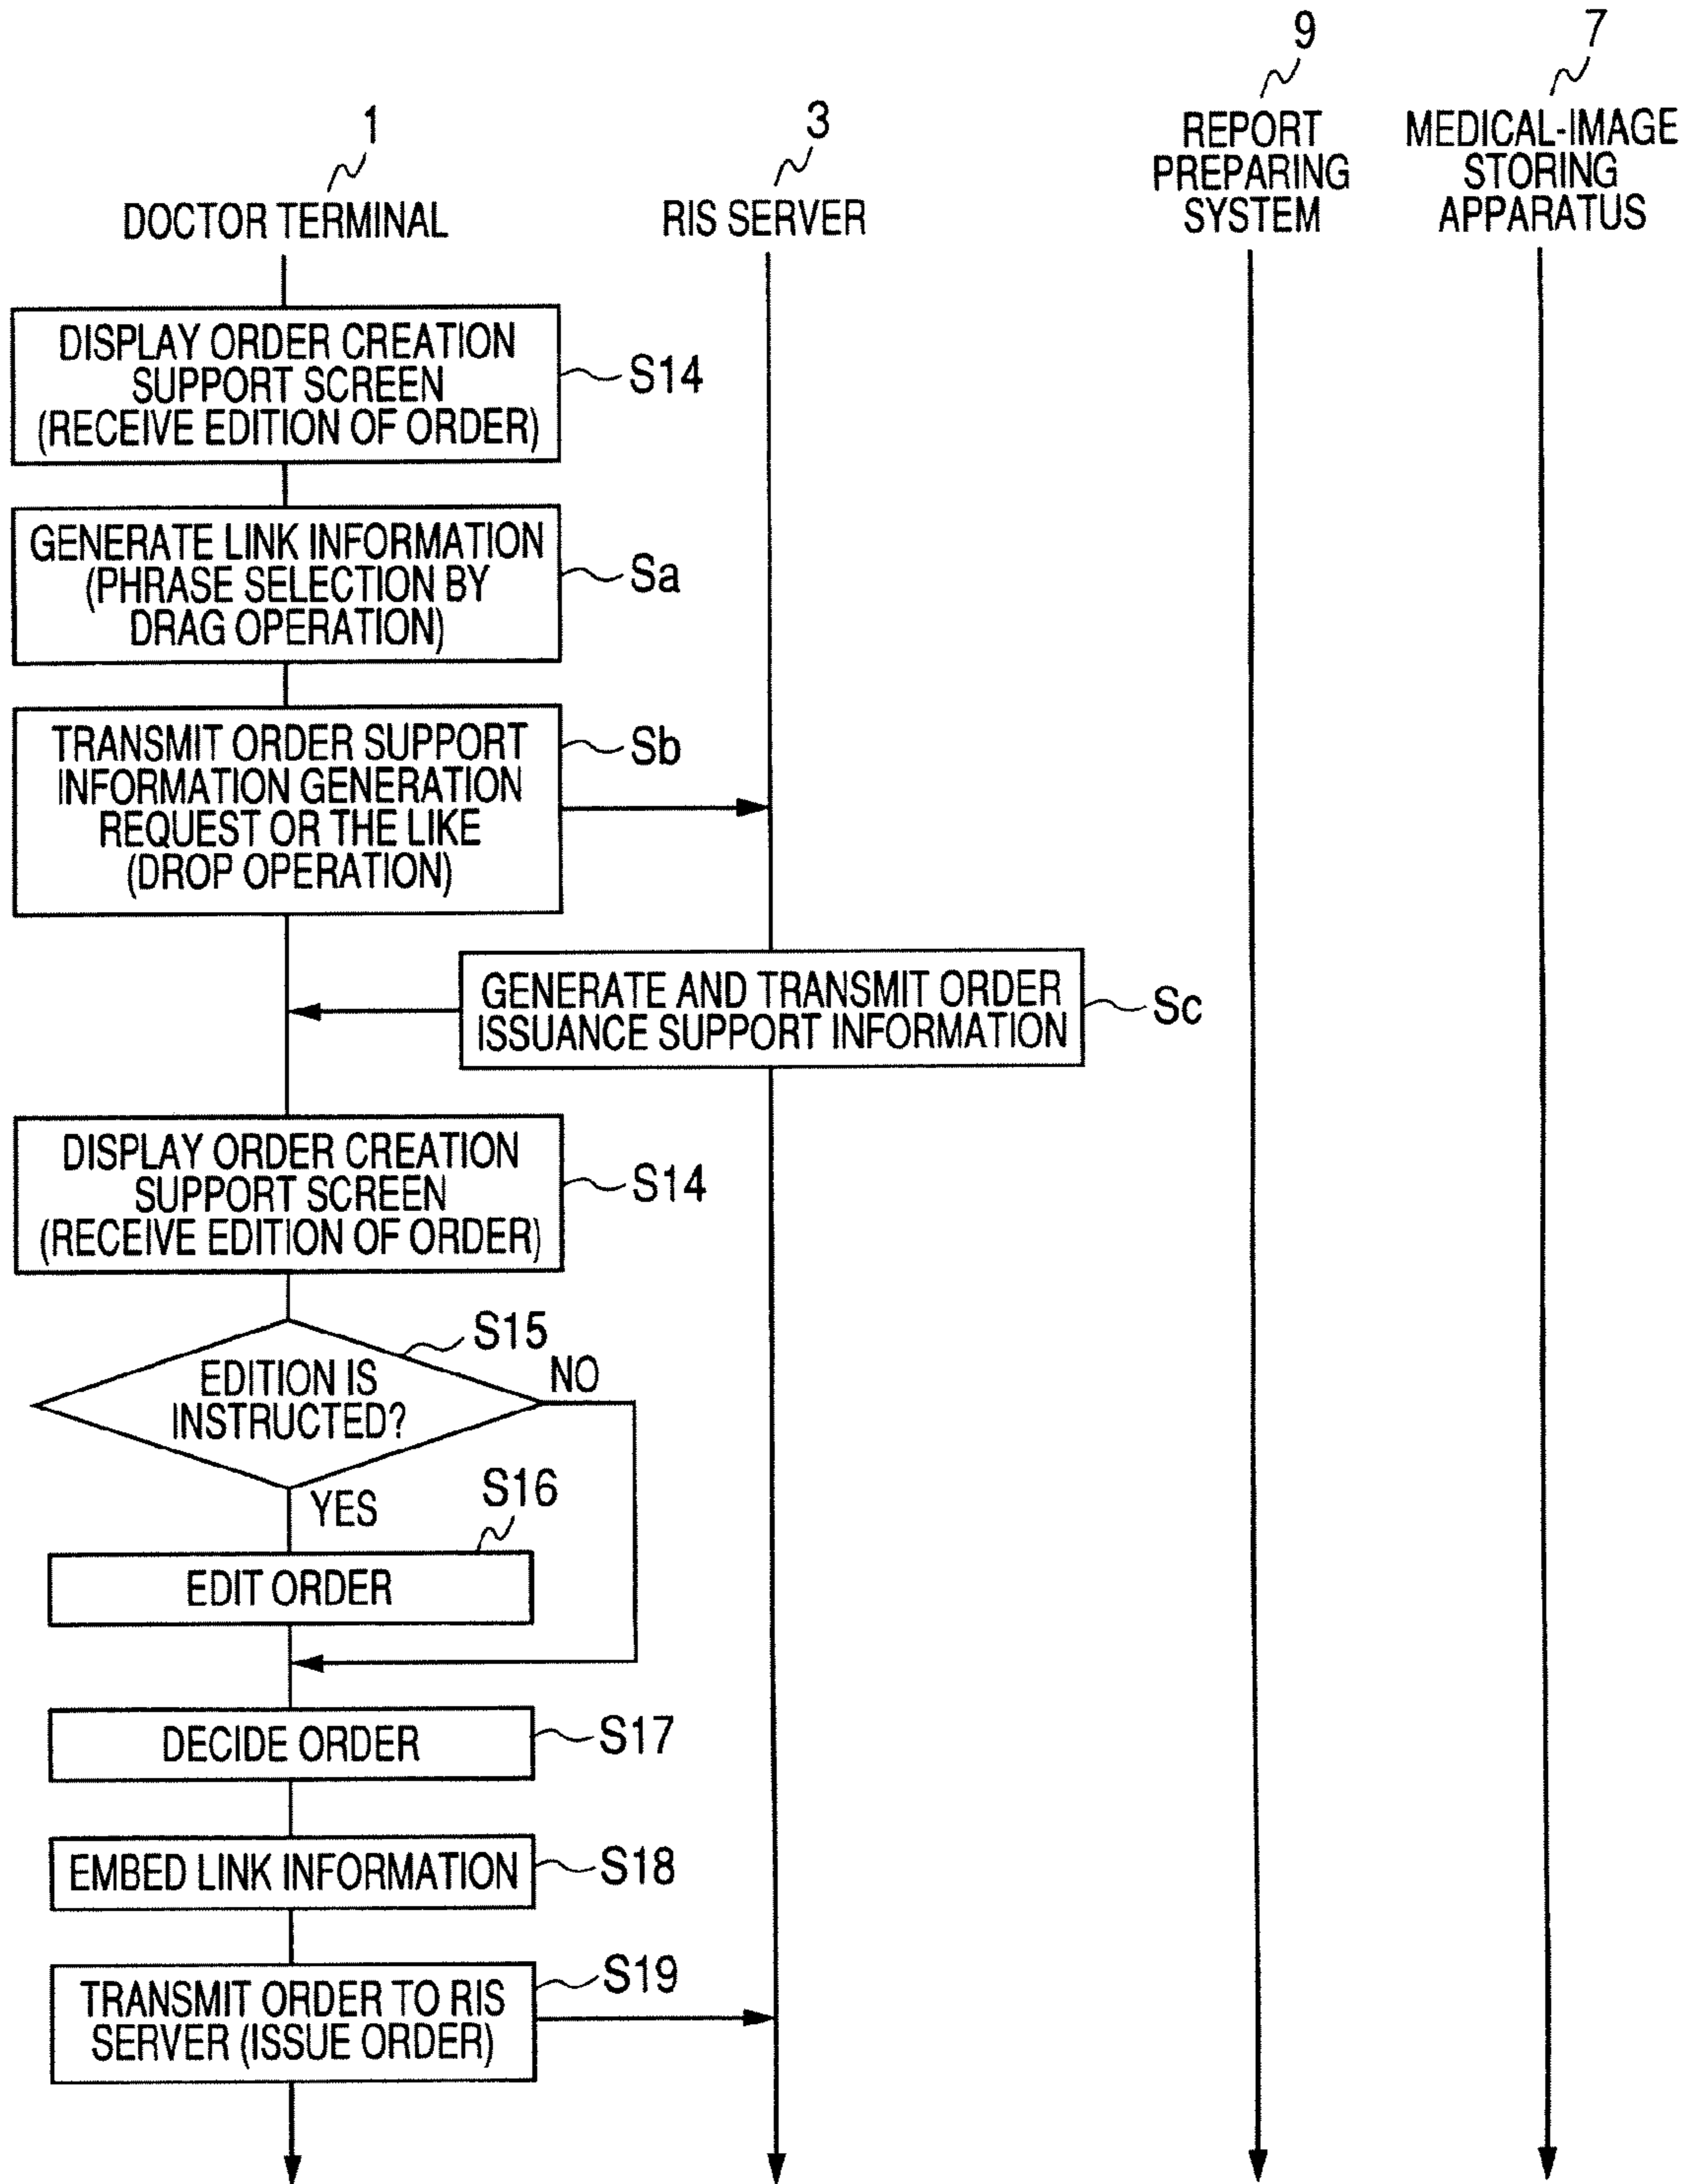 9
7
1
3
REPORT
PREPARING
SYSTEM
MEDICAL-IMAGE
STORING
APPARATUS
DOCTOR TERMINAL
RIS SERVER
DISPLAY ORDER CREATION
SUPPORT SCREEN
(RECEIVE EDITION OF ORDER)
S14
GENERATE LINK INFORMATION
(PHRASE SELECTION BY
DRAG OPERATION)
Sa
TRANSMIT ORDER SUPPORT
INFORMATION GENERATION
REQUEST OR THE LIKE
(DROP OPERATION)
Sb
GENERATE AND TRANSMIT ORDER
ISSUANCE SUPPORT INFORMATION
Sc
DISPLAY ORDER CREATION
SUPPORT SCREEN
(RECEIVE EDITION OF ORDER)
S14
S15
EDITION IS
INSTRUCTED?
NO
YES
S16
EDIT ORDER
DECIDE ORDER
S17
EMBED LINK INFORMATION
S18
TRANSMIT ORDER TO RIS
SERVER (ISSUE ORDER)
S19